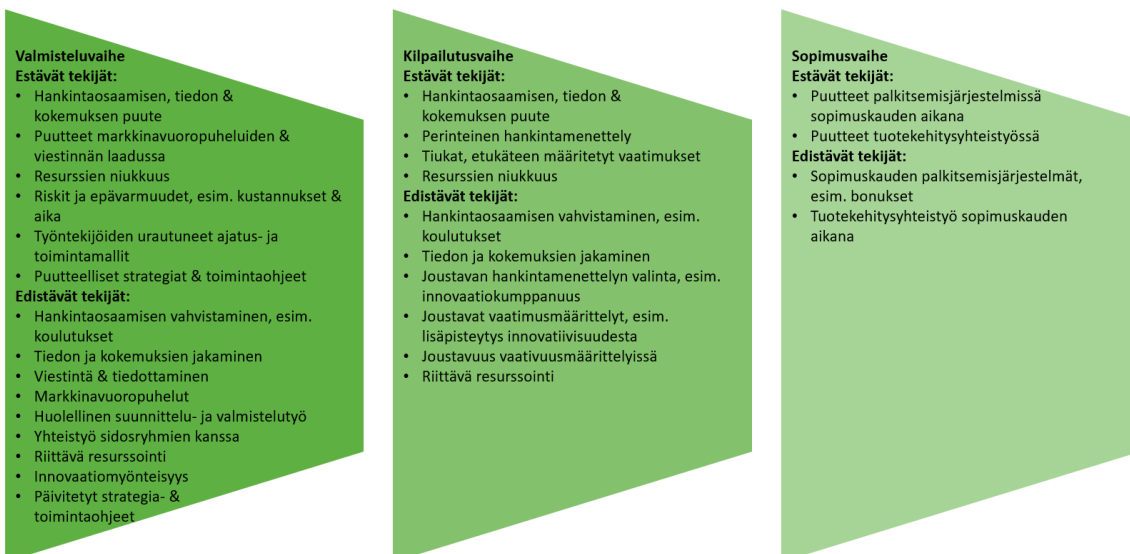 Valmisteluvaihe
Estävät tekijät:
• Hankintaosaamisen, tiedon &
kokemuksen puute
• Puutteet markkinavuoropuheluiden &
viestinnän laadussa
• Resurssien niukkuus
• Riskit ja epävarmuudet, esim. kustannukset &
aika
• Työntekijöiden urautuneet ajatus- ja
toimintamallit
• Puutteelliset strategiat & toimintaohjeet
Edistävät tekijät:
• Hankintaosaamisen vahvistaminen, esim.
koulutukset
• Tiedon ja kokemuksien jakaminen
• Viestintä & tiedottaminen
• Markkinavuoropuhelut
• Huolellinen suunnittelu- ja valmistelutyö
• Yhteistyö sidosryhmien kanssa
• Riittävä resurssointi
• Innovaatiomyönteisyys
• Päivitetyt strategia- &
toimintaohjeet
Kilpailutusvaihe
Estävät tekijät:
• Hankintaosaamisen, tiedon &
kokemuksen puute
• Perinteinen hankintamenettely
• Tiukat, etukäteen määritetyt vaatimukset
• Resurssien niukkuus
Edistävät tekijät:
• Hankintaosaamisen vahvistaminen, esim.
koulutukset
• Tiedon ja kokemuksien jakaminen
• Joustavan hankintamenettelyn valinta, esim.
innovaatiokumppanuus
• Joustavat vaatimusmäärittelyt, esim.
lisäpisteytys innovatiivisuudesta
• Joustavuus vaativuusmäärittelyissä
• Riittävä resurssointi
Sopimusvaihe
Estävät tekijät:
• Puutteet palkitsemisjärjestelmissä
sopimuskauden aikana
• Puutteet tuotekehitysyhteistyössä
Edistävät tekijät:
• Sopimuskauden palkitsemisjärjestelmät,
esim. bonukset
• Tuotekehitysyhteistyö sopimuskauden
aikana